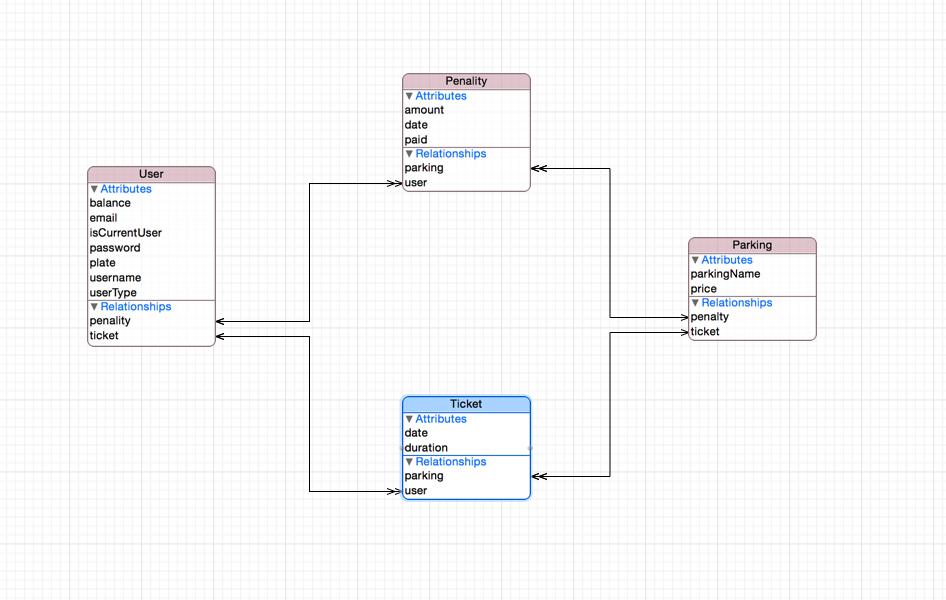 Penality
Attributes
amount
date
paid
Relationships
parking
user
User
Attributes
balance
email
isCurrentUser
password
plate
username
userType
Relationships
penality
ticket
Parking
Attributes
parkingName
price
Relationships
penalty
ticket
Ticket
Attributes
date
duration
Relationships
parking
user